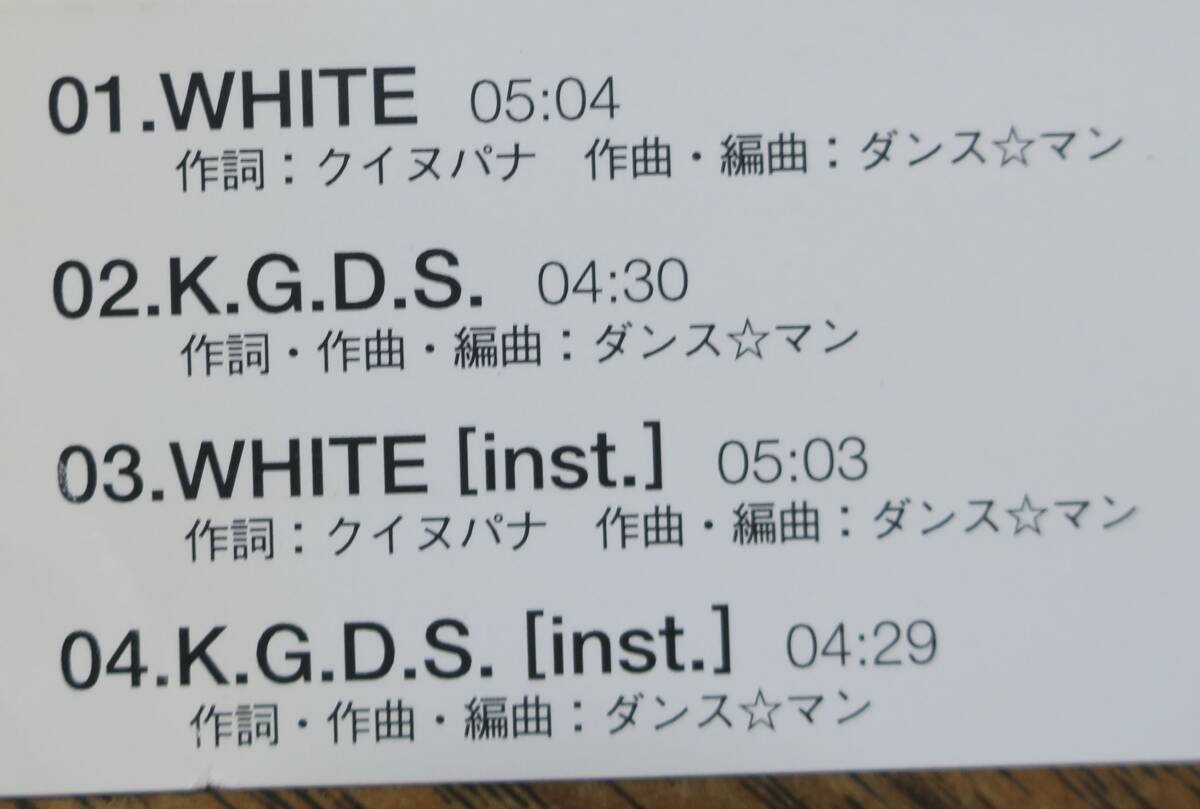 01.WHITE 05:04
作詞：クイヌパナ 作曲・編曲：ダンス☆マン
02.K.G.D.S. 04:30
作詞・作曲・編曲：ダンス☆マン
03.WHITE [inst.] 05:03
作詞：クイヌパナ 作曲・編曲：ダンス☆マン
04.K.G.D.S. [inst.] 04:29
作詞・作曲・編曲：ダンス☆マン